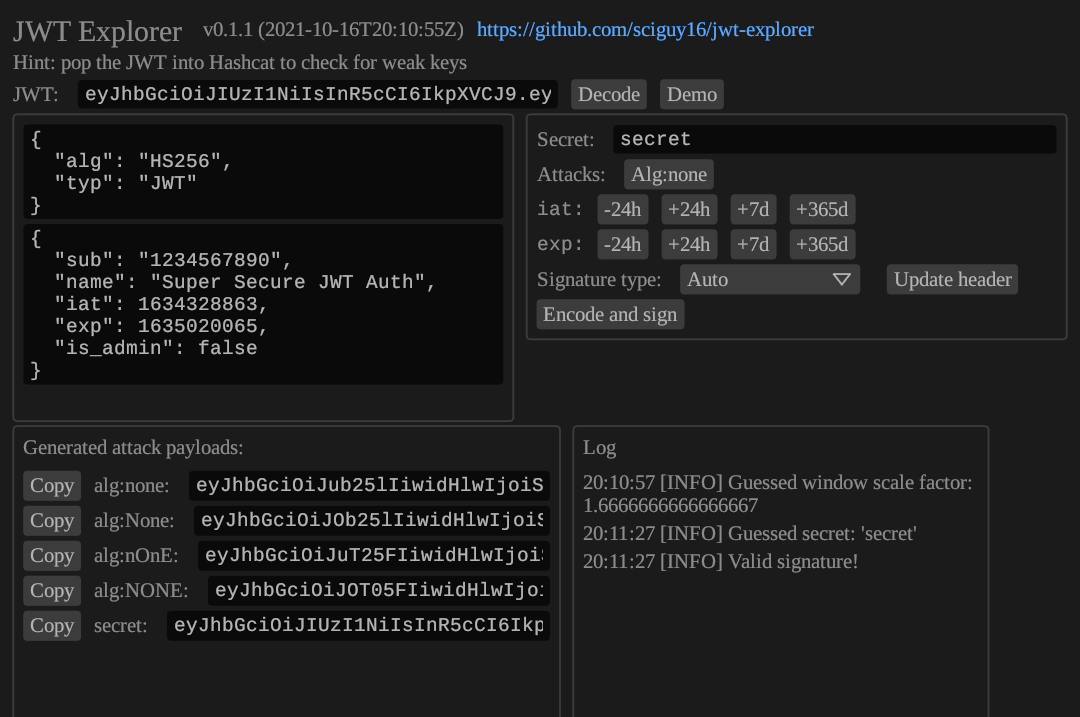 JWT Explorer v0.1.1 (2021-10-16T20:10:55Z) https://github.com/sciguy16/jwt-explorer
Hint: pop the JWT into Hashcat to check for weak keys
JWT: eyJhbGciOiJIUzI1NiIsInR5cCI6IkpXVCJ9.ey Decode Demo
{
  "alg": "HS256",
  "typ": "JWT"
}
{
  "sub": "1234567890",
  "name": "Super Secure JWT Auth",
  "iat": 1634328863,
  "exp": 1635020065,
  "is_admin": false
}
Secret: secret
Attacks: Alg:none
iat: -24h +24h +7d +365d
exp: -24h +24h +7d +365d
Signature type: Auto Update header
Encode and sign
Generated attack payloads:
Copy alg:none: eyJhbGciOiJub25lIiwidHlwIjoiS
Copy alg:None: eyJhbGciOiJOb25lIiwidHlwIjoiS
Copy alg:nOnE: eyJhbGciOiJuT25FIiwidHlwIjoi
Copy alg:NONE: eyJhbGciOiJOT05FIiwidHlwIjoi
Copy secret: eyJhbGciOiJIUzI1NiIsInR5cCI6Ikp
Log
20:10:57 [INFO] Guessed window scale factor:
1.6666666666666667
20:11:27 [INFO] Guessed secret: 'secret'
20:11:27 [INFO] Valid signature!